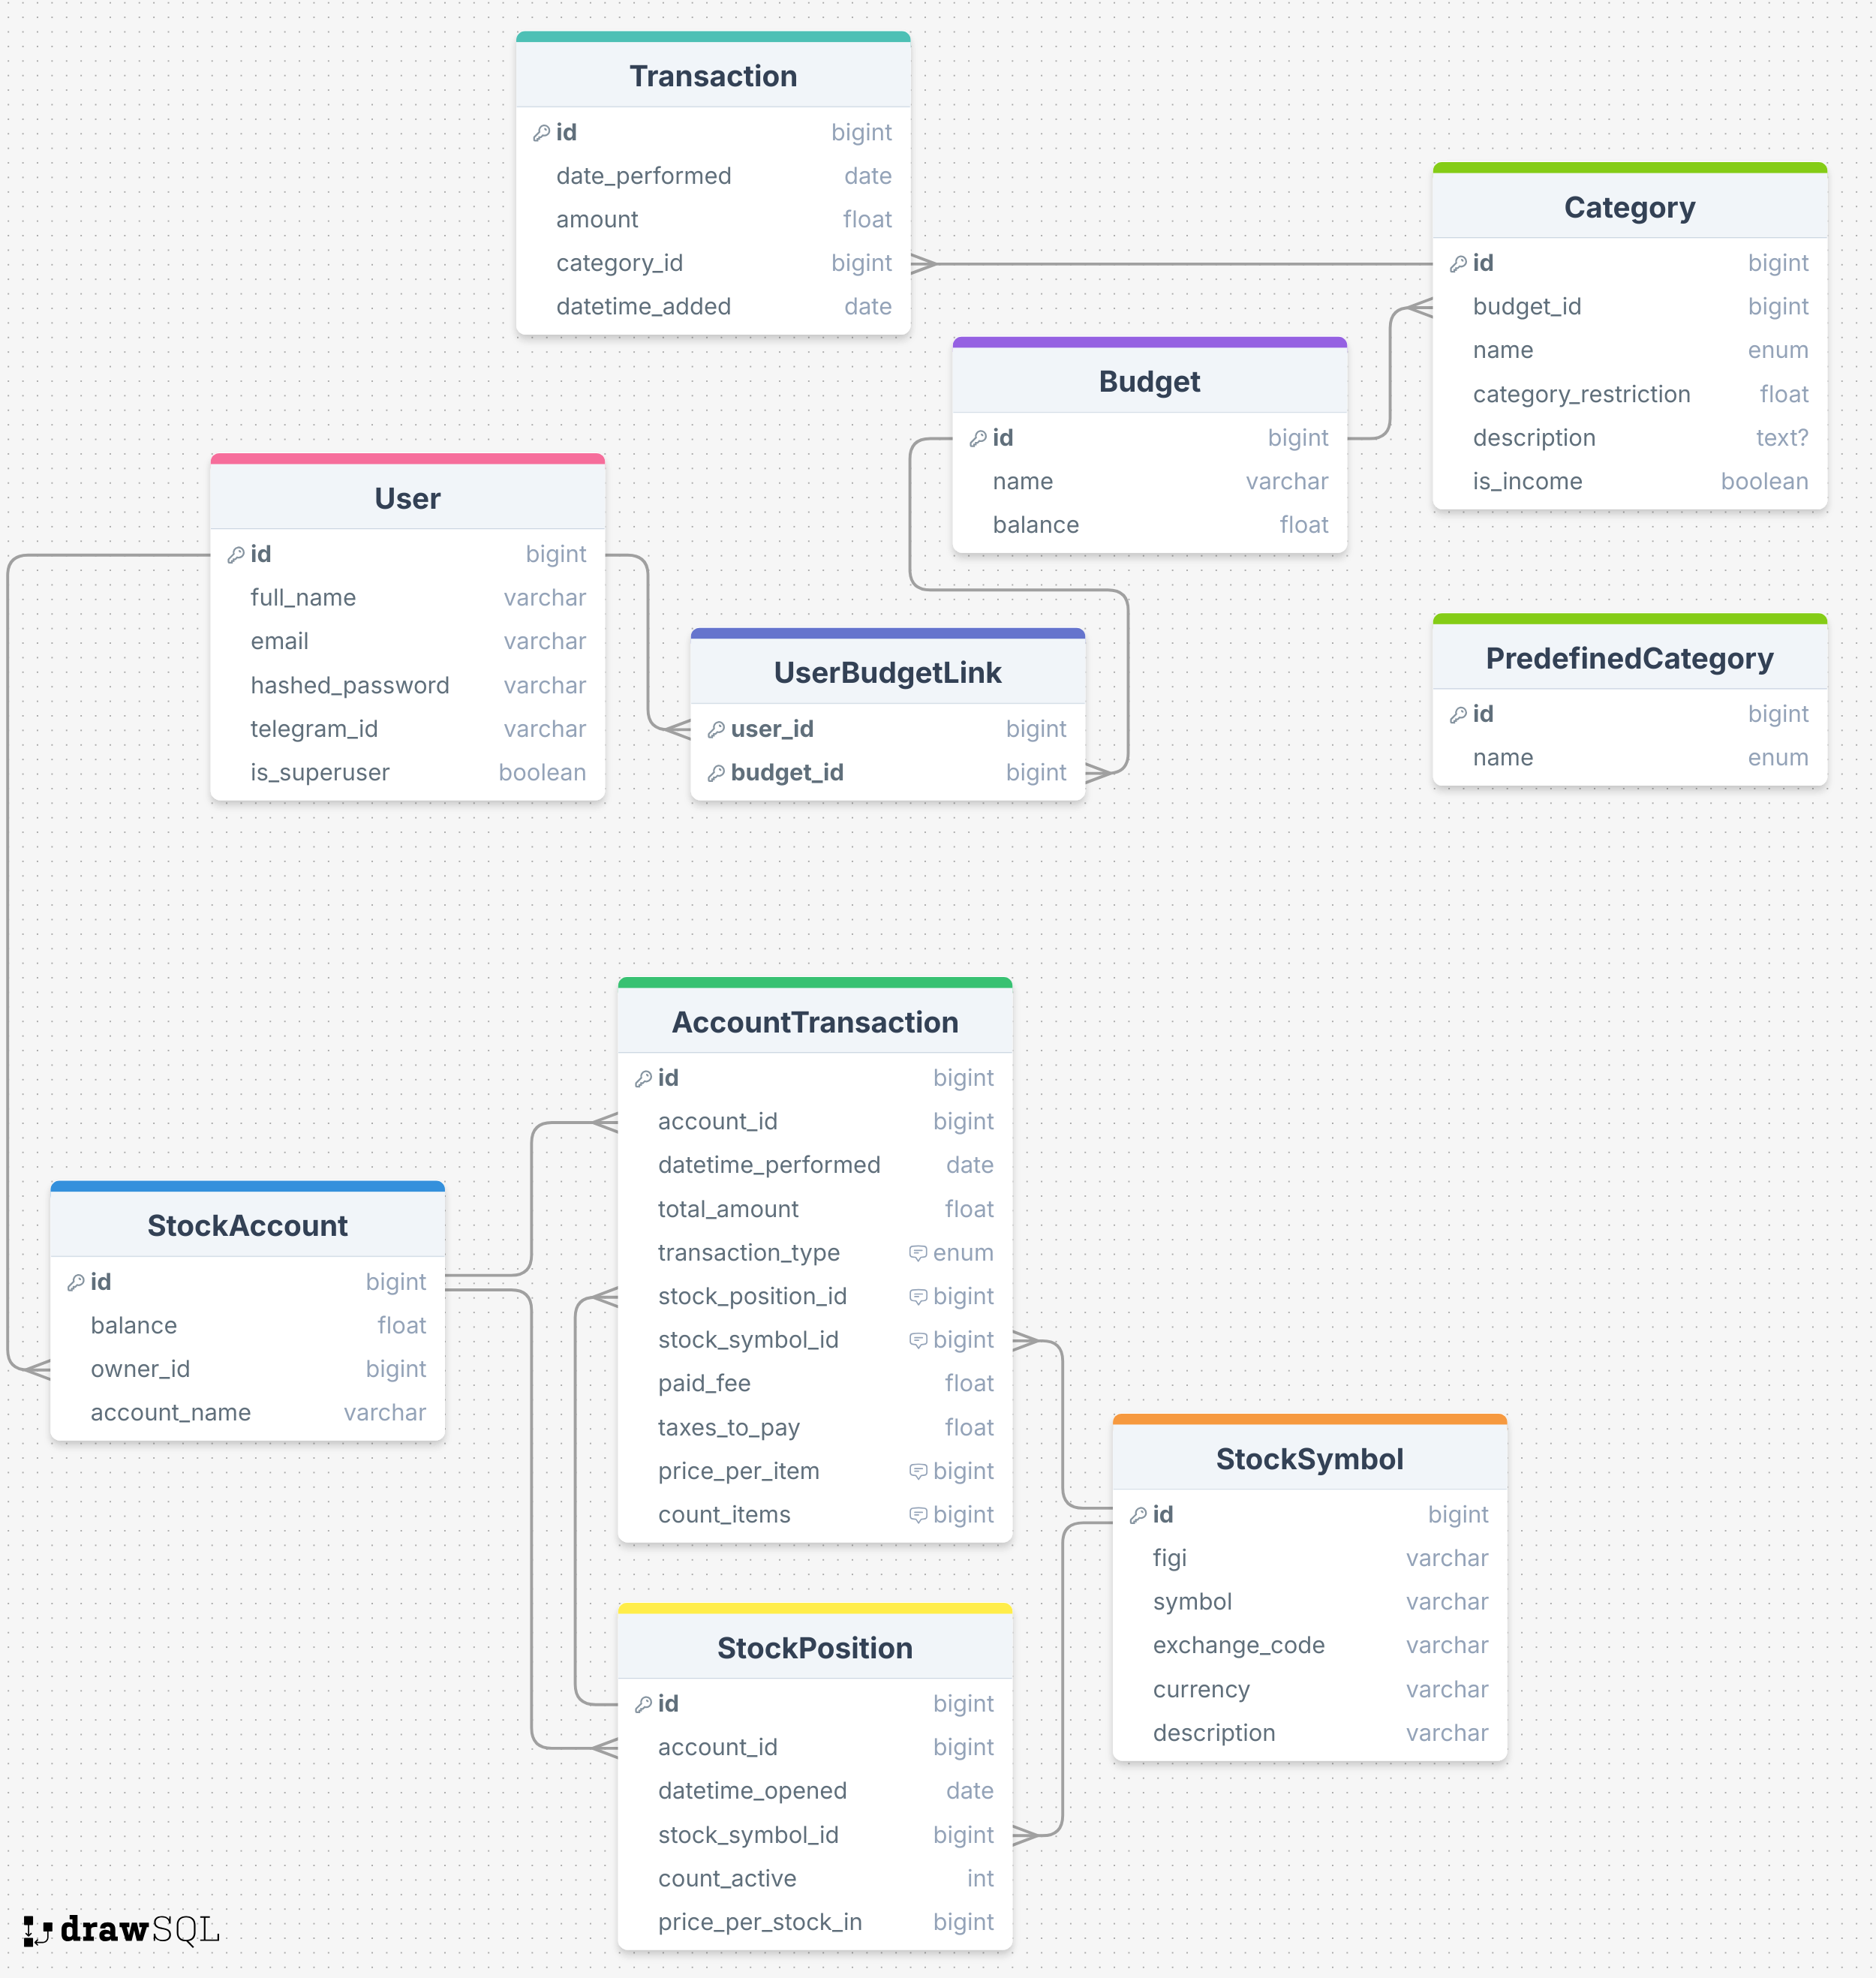 Transaction
id bigint
date_performed date
amount float
category_id bigint
datetime_added date
Category
id bigint
budget_id bigint
name enum
category_restriction float
description text?
is_income boolean
Budget
id bigint
name varchar
balance float
User
id bigint
full_name varchar
email varchar
hashed_password varchar
telegram_id varchar
is_superuser boolean
UserBudgetLink
user_id bigint
budget_id bigint
PredefinedCategory
id bigint
name enum
AccountTransaction
id bigint
account_id bigint
datetime_performed date
total_amount float
transaction_type enum
stock_position_id bigint
stock_symbol_id bigint
paid_fee float
taxes_to_pay float
price_per_item bigint
count_items bigint
StockAccount
id bigint
balance float
owner_id bigint
account_name varchar
StockSymbol
id bigint
figi varchar
symbol varchar
exchange_code varchar
currency varchar
description varchar
StockPosition
id bigint
account_id bigint
datetime_opened date
stock_symbol_id bigint
count_active int
price_per_stock_in bigint
drawSQL